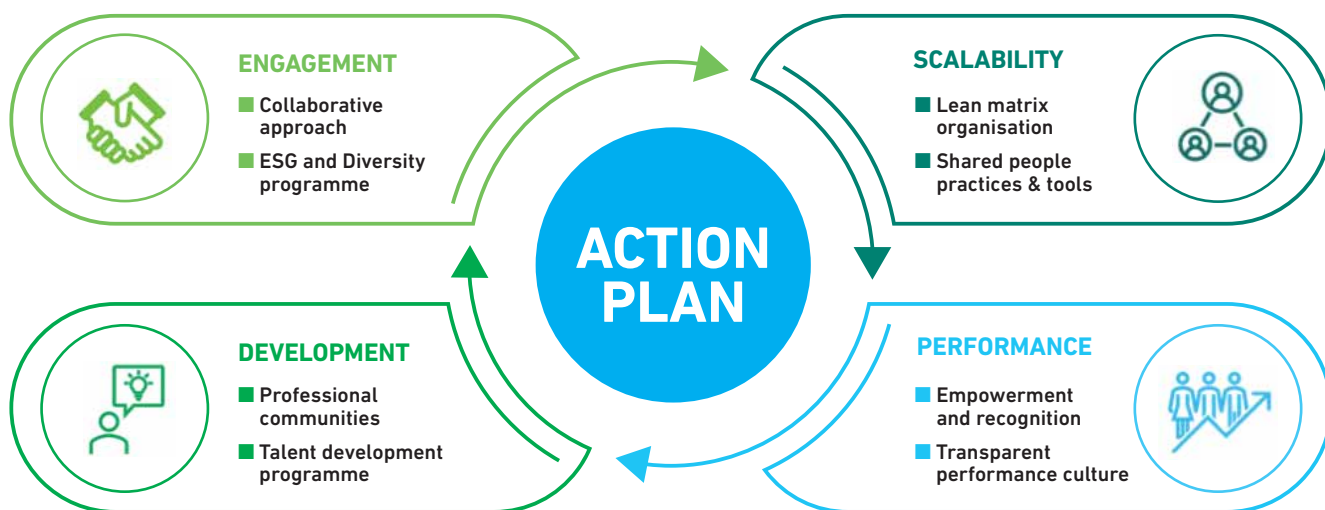 ENGAGEMENT
Collaborative
approach
ESG and Diversity
programme
SCALABILITY
Lean matrix
organisation
Shared people
practices & tools
ACTION
PLAN
DEVELOPMENT
Professional
communities
Talent development
programme
PERFORMANCE
Empowerment
and recognition
Transparent
performance culture